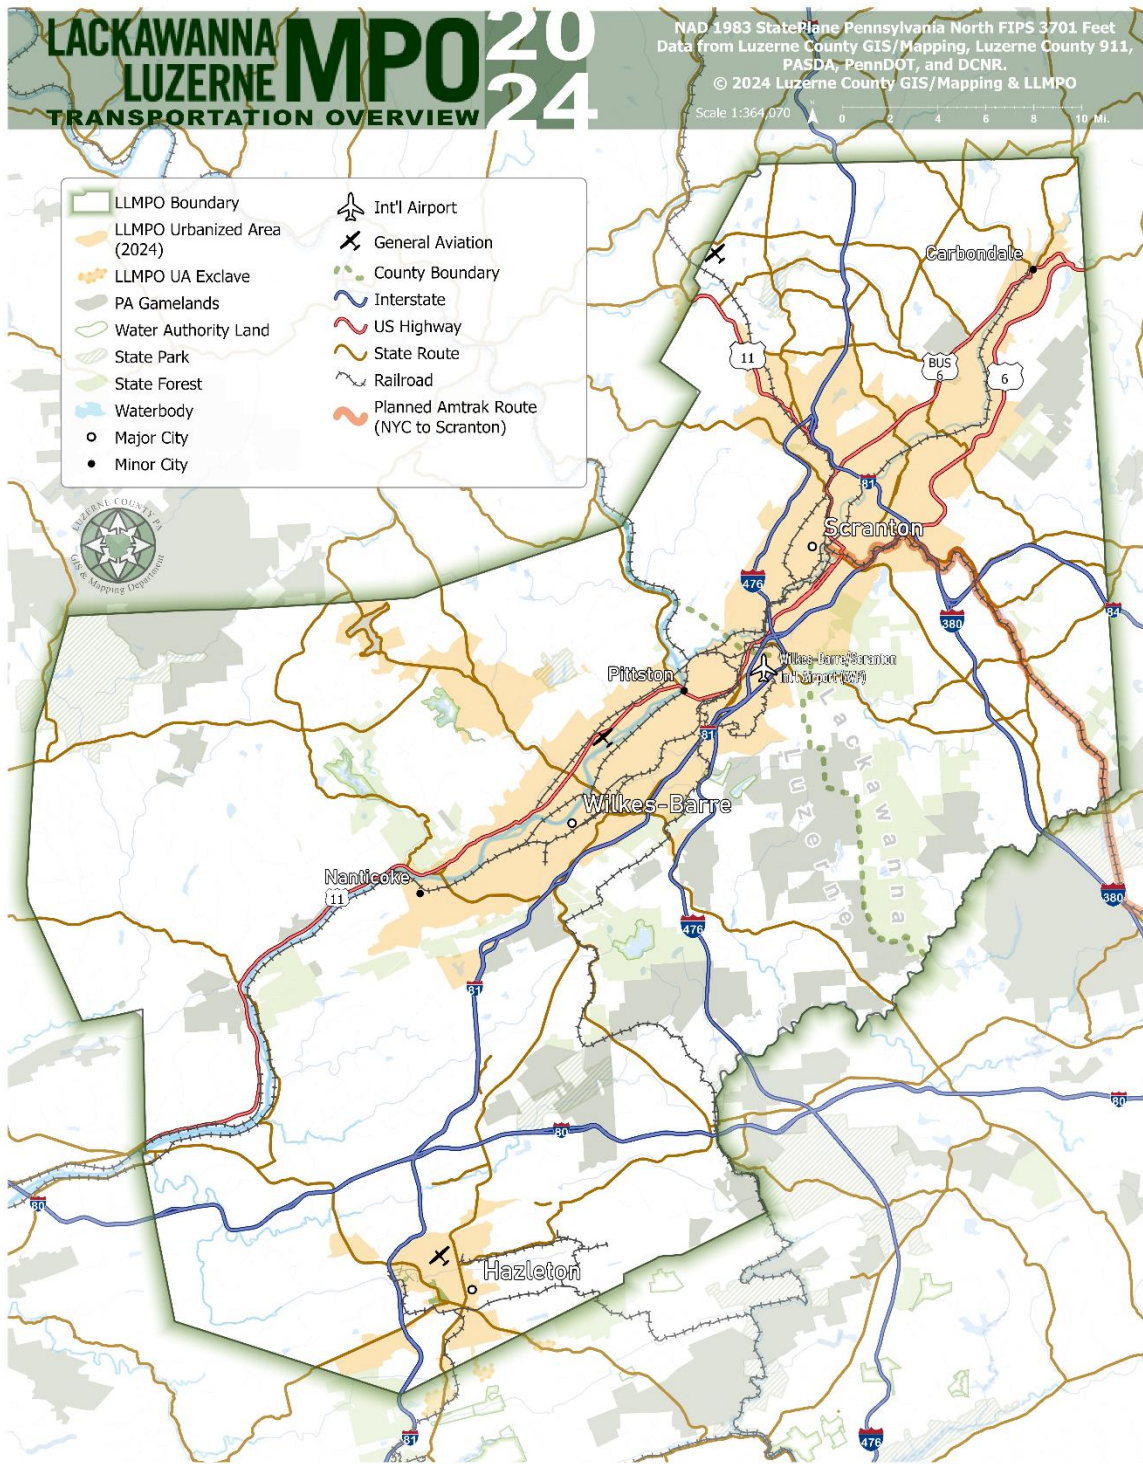 LACKAWANNA
LUZERNE
MPO
TRANSPORTATION OVERVIEW
20
24
NAD 1983 StatePlane Pennsylvania North FIPS 3701 Feet
Data from Luzerne County GIS/Mapping, Luzerne County 911,
PASDA, PennDOT, and DCNR.
© 2024 Luzerne County GIS/Mapping & LLMPO
Scale 1:364,070
N
0 2 4 6 8 10 Mi.
LLMPO Boundary
LLMPO Urbanized Area
(2024)
LLMPO UA Exclave
PA Gamelands
Water Authority Land
State Park
State Forest
Waterbody
Major City
Minor City
Int'l Airport
General Aviation
County Boundary
Interstate
US Highway
State Route
Railroad
Planned Amtrak Route
(NYC to Scranton)
LUZERNE COUNTY PA
GIS & Mapping Department
Carbondale
11
BUS
6
6
81
Scranton
476
380
84
Wilkes-Barre/Scranton
Int'l Airport (AVP)
Pittston
81
Lackawanna
Luzerne
Wilkes-Barre
Nanticoke
11
380
476
81
80
80
80
Hazleton
81
476